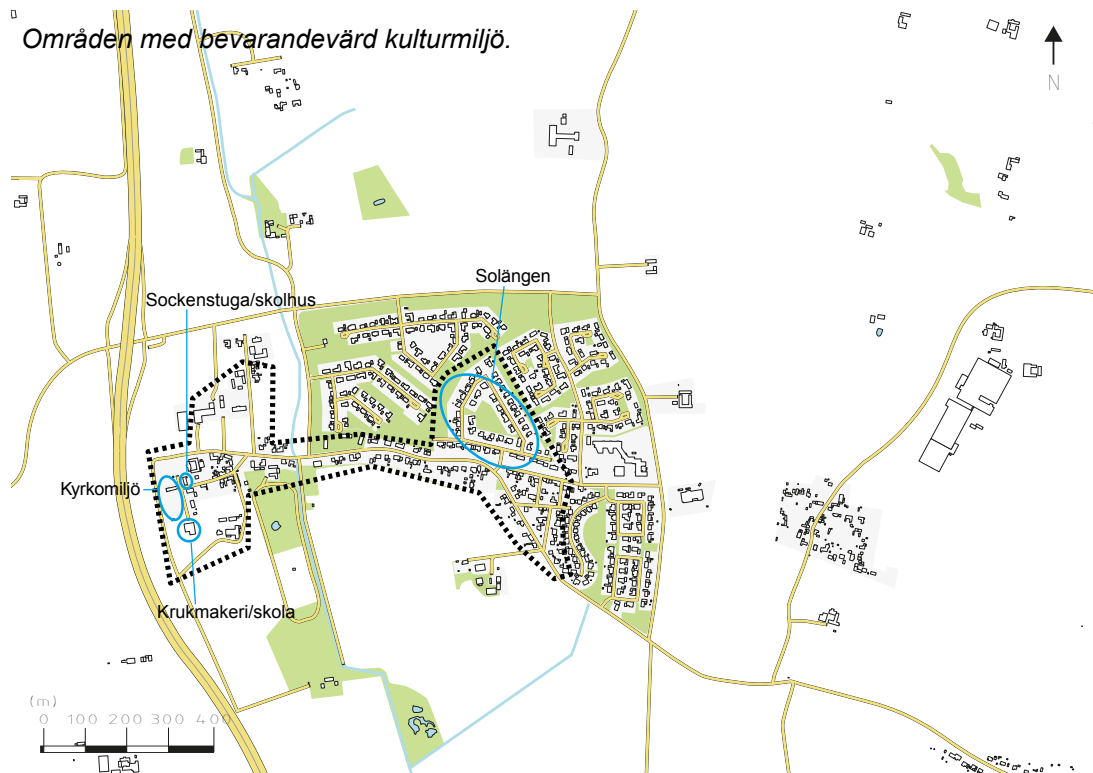 Områden med bevarandevärd kulturmiljö.
N
Solängen
Sockenstuga/skolhus
Kyrkomiljö
Krukmakeri/skola
(m)
0 100 200 300 400